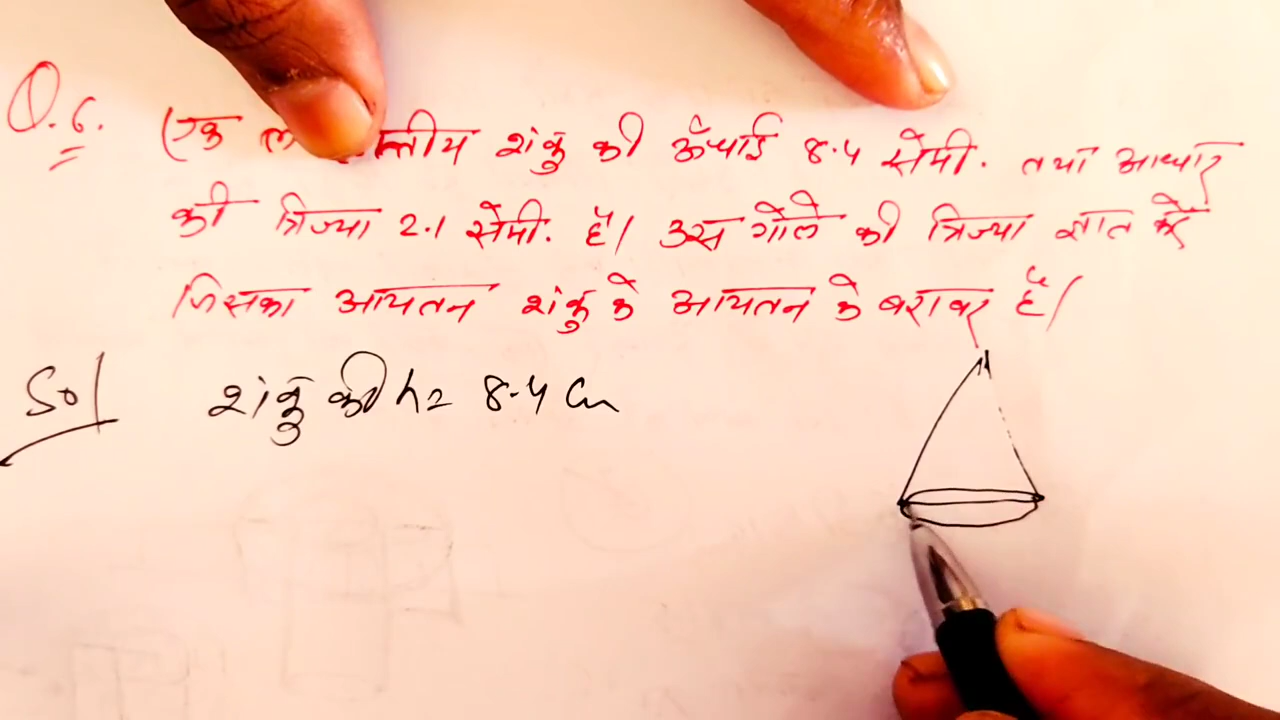 Q.6. एक शंकु की ऊँचाई 8.4 सेमी. तथा आधार
की त्रिज्या 2.1 सेमी. है। उस गोले की त्रिज्या ज्ञात करें
जिसका आयतन शंकु के आयतन के बराबर है।
Sol शंकु की h= 8.4 Cm